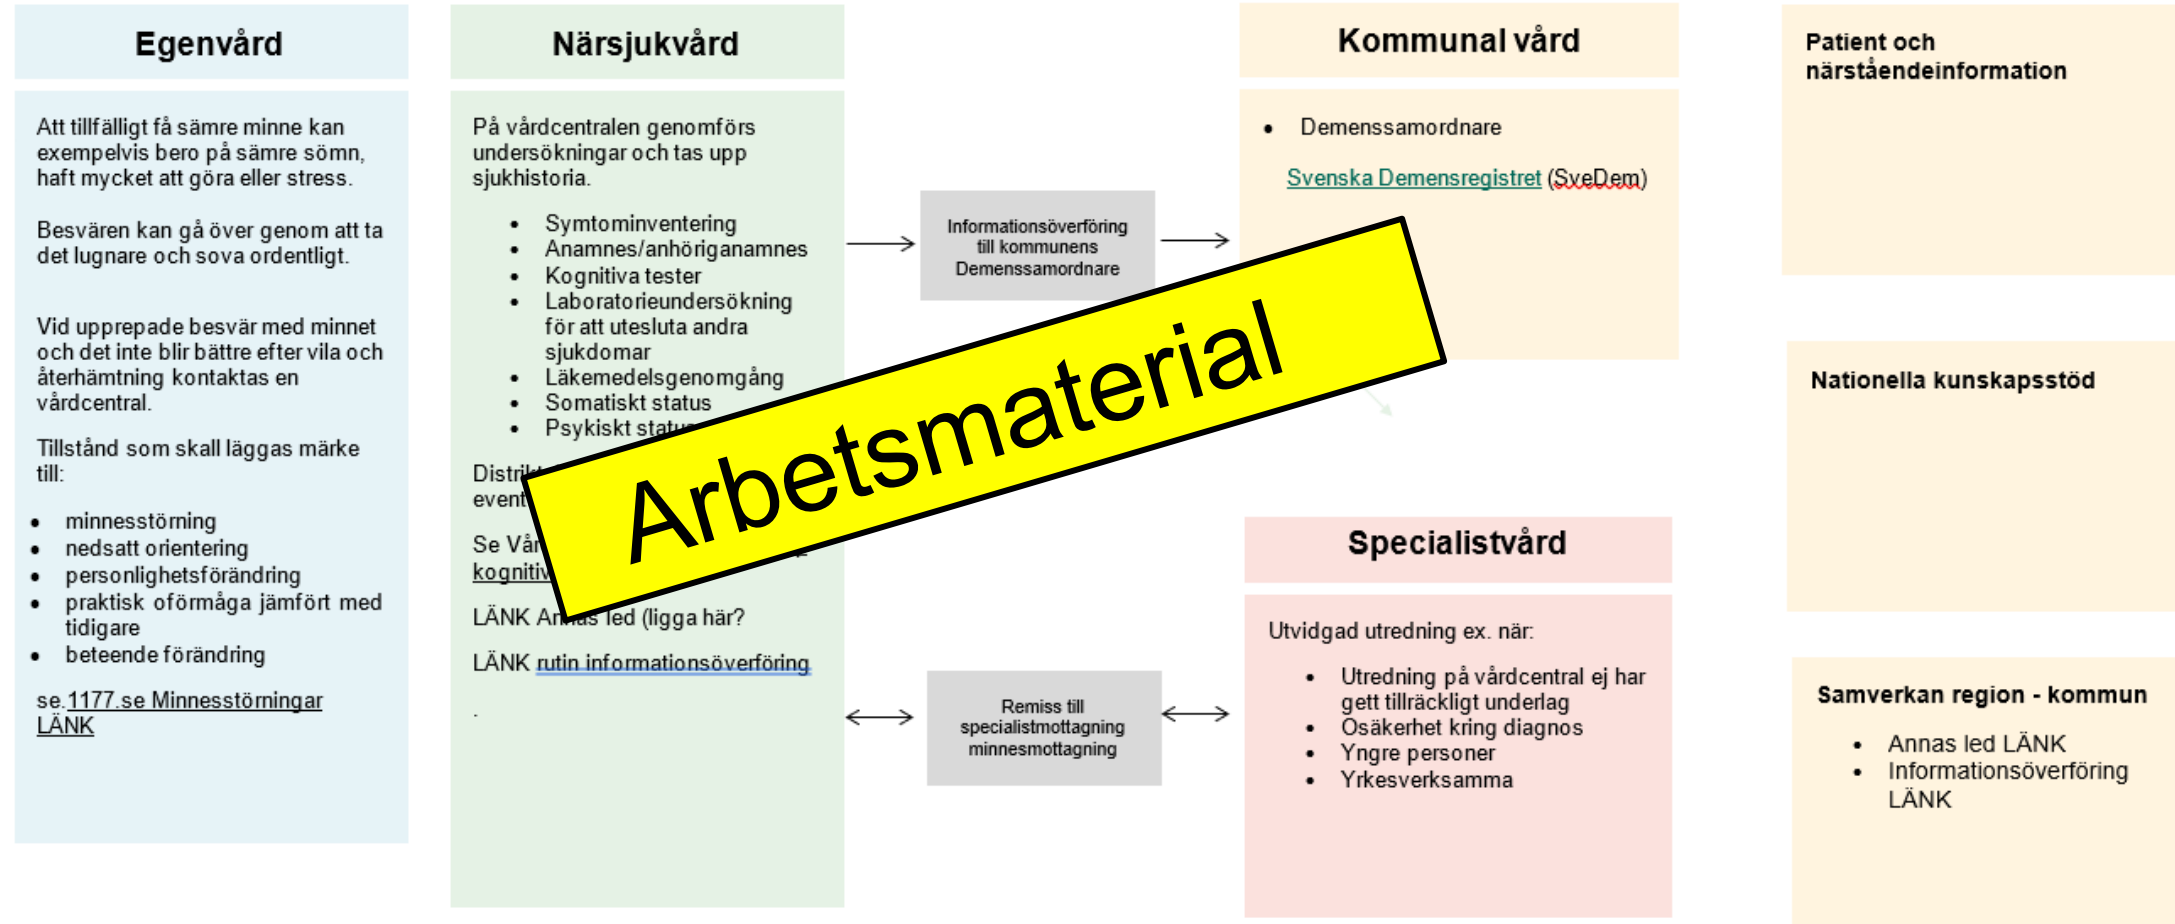 Egenvård
Att tillfälligt få sämre minne kan
exempelvis bero på sämre sömn,
haft mycket att göra eller stress.
Besvären kan gå över genom att ta
det lugnare och sova ordentligt.
Vid upprepade besvär med minnet
och det inte blir bättre efter vila och
återhämtning kontaktas en
vårdcentral.
Tillstånd som skall läggas märke
till:
• minnesstörning
• nedsatt orientering
• personlighetsförändring
• praktisk oförmåga jämfört med
tidigare
• beteende förändring
se.1177.se Minnesstörningar
LÄNK
Närsjukvård
På vårdcentralen genomförs
undersökningar och tas upp
sjukhistoria.
• Symtominventering
• Anamnes/anhöriganamnes
• Kognitiva tester
• Laboratorieundersökning
för att utesluta andra
sjukdomar
• Läkemedelsgenomgång
• Somatiskt status
• Psykiskt status
Se
LÄNK Annas led (ligga här?
LÄNK rutin informationsöverföring
.
Informationsöverföring
till kommunens
Demenssamordnare
Remiss till
specialistmottagning
minnesmottagning
Kommunal vård
• Demenssamordnare
Svenska Demensregistret (SveDem)
Arbetsmaterial
Specialistvård
Utvidgad utredning ex. när:
• Utredning på vårdcentral ej har
gett tillräckligt underlag
• Osäkerhet kring diagnos
• Yngre personer
• Yrkesverksamma
Patient och
närståendeinformation
Nationella kunskapsstöd
Samverkan region - kommun
• Annas led LÄNK
• Informationsöverföring
LÄNK